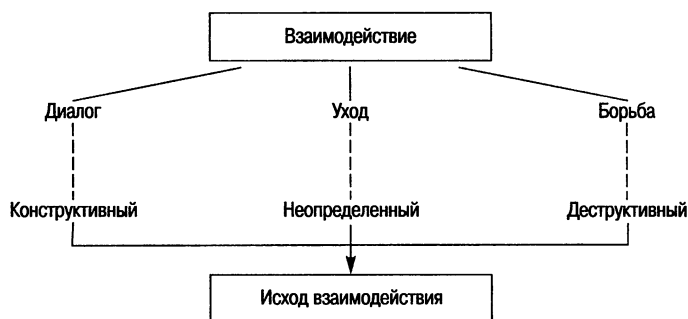 Взаимодействие
Диалог Уход Борьба
Конструктивный Неопределенный Деструктивный
Исход взаимодействия